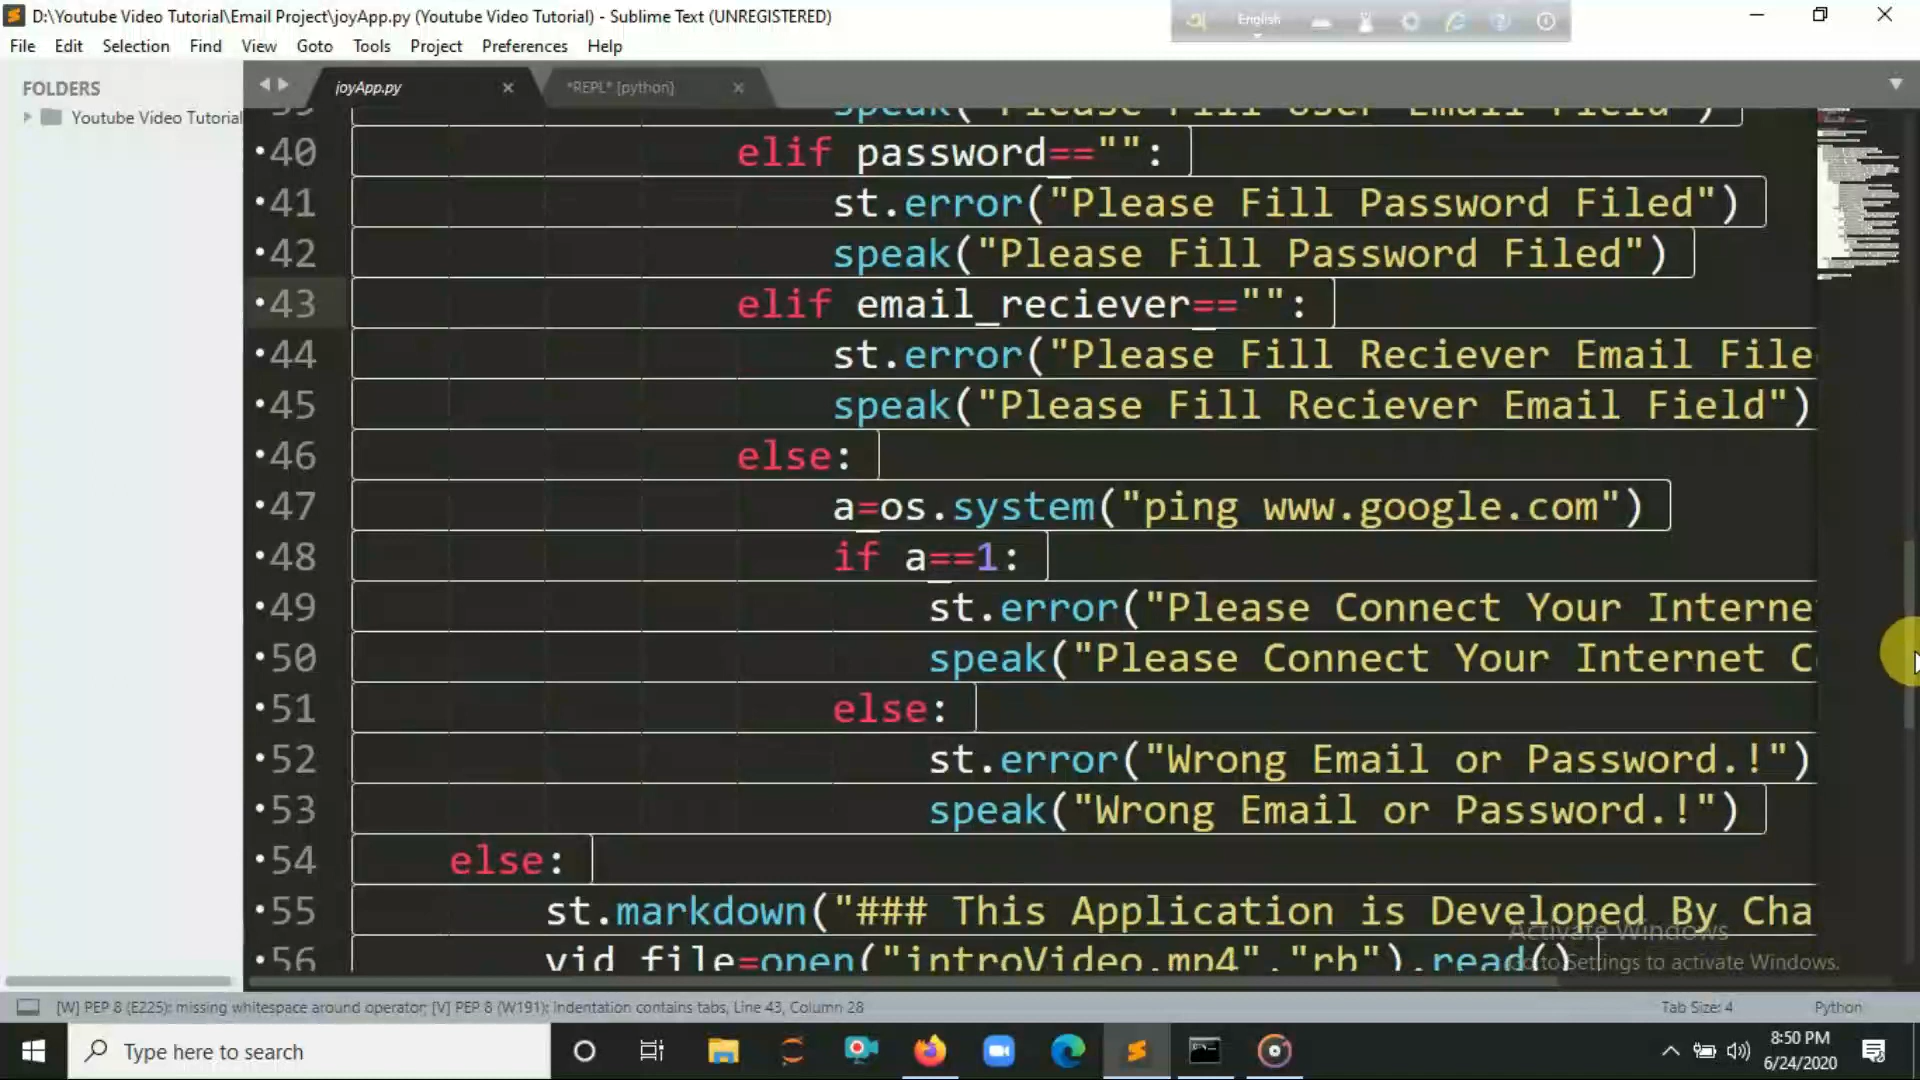 D:\Youtube Video Tutorial\Email Project\joyApp.py (Youtube Video Tutorial) - Sublime Text (UNREGISTERED)
English
File Edit Selection Find View Goto Tools Project Preferences Help
FOLDERS
Youtube Video Tutorial
joyApp.py × *REPL* [python] ×
39 speak("Please Fill User Email Field")
40 elif password=="":
41 st.error("Please Fill Password Filed")
42 speak("Please Fill Password Filed")
43 elif email_reciever=="":
44 st.error("Please Fill Reciever Email File
45 speak("Please Fill Reciever Email Field")
46 else:
47 a=os.system("ping www.google.com")
48 if a==1:
49 st.error("Please Connect Your Interne
50 speak("Please Connect Your Internet C
51 else:
52 st.error("Wrong Email or Password.!")
53 speak("Wrong Email or Password.!")
54 else:
55 st.markdown("### This Application is Developed By Cha
56 vid_file=open("introVideo.mp4","rb").read()
Activate Windows
Go to Settings to activate Windows.
[W] PEP 8 (E225): missing whitespace around operator; [V] PEP 8 (W191): Indentation contains tabs, Line 43, Column 28
Tab Size: 4 Python
Type here to search
8:50 PM
6/24/2020